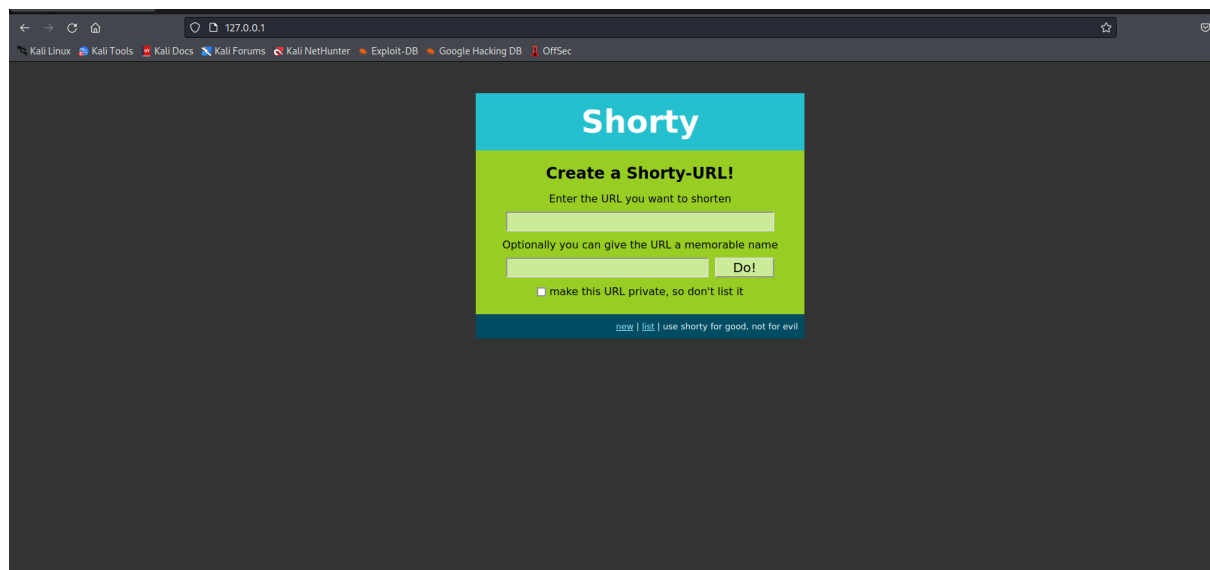 127.0.0.1
Kali Linux Kali Tools Kali Docs Kali Forums Kali NetHunter Exploit-DB Google Hacking DB OffSec
Shorty
Create a Shorty-URL!
Enter the URL you want to shorten
Optionally you can give the URL a memorable name
Do!
make this URL private, so don't list it
new | list | use shorty for good, not for evil